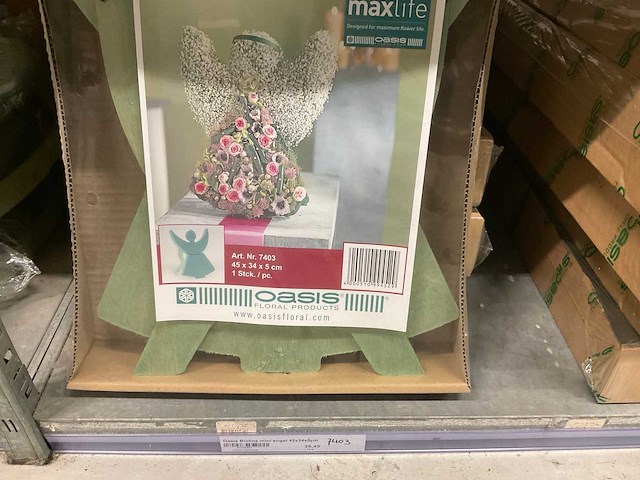 maxlife
Designed for maximum flower life.
OASIS
Art. Nr. 7403
45 x 34 x 5 cm
1 Stck. / pc.
OASIS®
FLORAL PRODUCTS
www.oasisfloral.com
7403
oasis